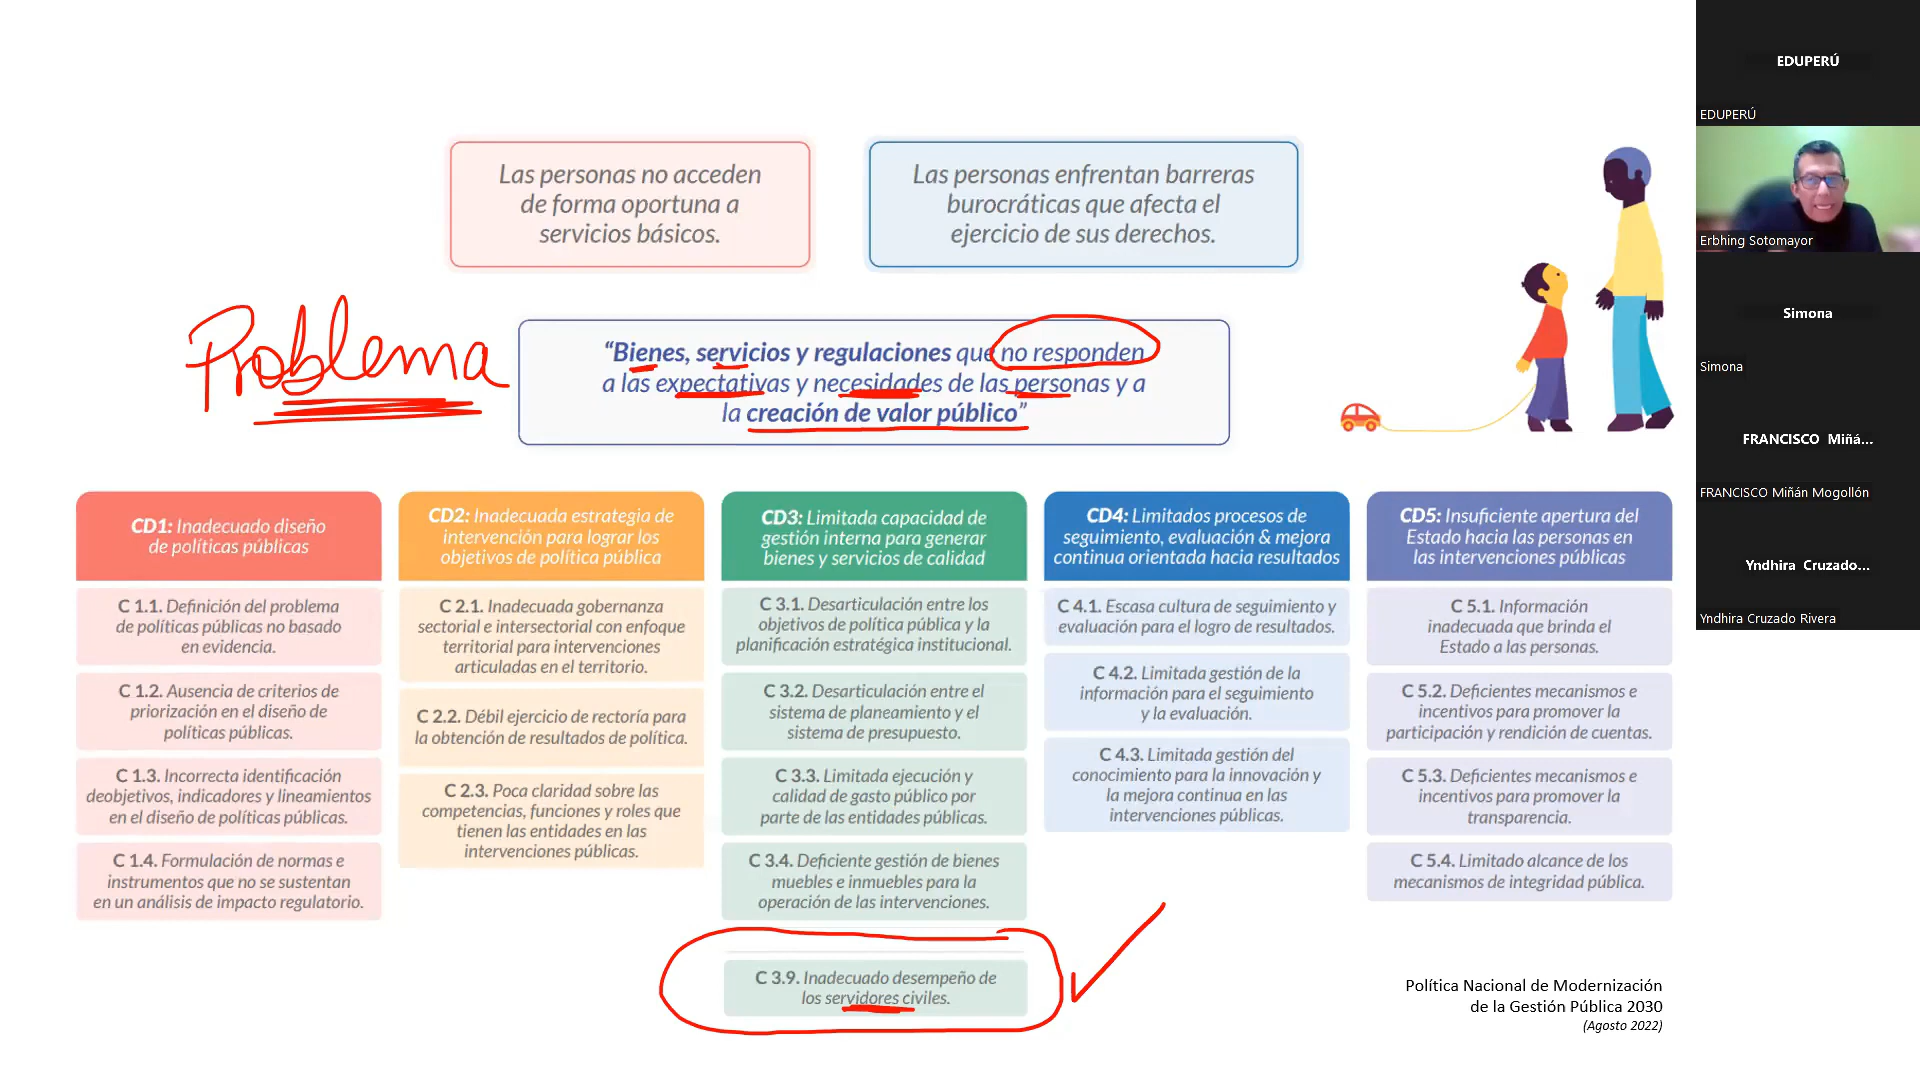 Las personas no acceden
de forma oportuna a
servicios básicos.
Las personas enfrentan barreras
burocráticas que afecta el
ejercicio de sus derechos.
Problema
“Bienes, servicios y regulaciones que no responden
a las expectativas y necesidades de las personas y a
la creación de valor público”
CD1: Inadecuado diseño
de políticas públicas
C 1.1. Definición del problema
de políticas públicas no basado
en evidencia.
C 1.2. Ausencia de criterios de
priorización en el diseño de
políticas públicas.
C 1.3. Incorrecta identificación
deobjetivos, indicadores y lineamientos
en el diseño de políticas públicas.
C 1.4. Formulación de normas e
instrumentos que no se sustentan
en un análisis de impacto regulatorio.
CD2: Inadecuada estrategia de
intervención para lograr los
objetivos de política pública
C 2.1. Inadecuada gobernanza
sectorial e intersectorial con enfoque
territorial para intervenciones
articuladas en el territorio.
C 2.2. Débil ejercicio de rectoría para
la obtención de resultados de política.
C 2.3. Poca claridad sobre las
competencias, funciones y roles que
tienen las entidades en las
intervenciones públicas.
CD3: Limitada capacidad de
gestión interna para generar
bienes y servicios de calidad
C 3.1. Desarticulación entre los
objetivos de política pública y la
planificación estratégica institucional.
C 3.2. Desarticulación entre el
sistema de planeamiento y el
sistema de presupuesto.
C 3.3. Limitada ejecución y
calidad de gasto público por
parte de las entidades públicas.
C 3.4. Deficiente gestión de bienes
muebles e inmuebles para la
operación de las intervenciones.
C 3.9. Inadecuado desempeño de
los servidores civiles.
CD4: Limitados procesos de
seguimiento, evaluación & mejora
continua orientada hacia resultados
C 4.1. Escasa cultura de seguimiento y
evaluación para el logro de resultados.
C 4.2. Limitada gestión de la
información para el seguimiento
y la evaluación.
C 4.3. Limitada gestión del
conocimiento para la innovación y
la mejora continua en las
intervenciones públicas.
CD5: Insuficiente apertura del
Estado hacia las personas en
las intervenciones públicas
C 5.1. Información
inadecuada que brinda el
Estado a las personas.
C 5.2. Deficientes mecanismos e
incentivos para promover la
participación y rendición de cuentas.
C 5.3. Deficientes mecanismos e
incentivos para promover la
transparencia.
C 5.4. Limitado alcance de los
mecanismos de integridad pública.
Política Nacional de Modernización
de la Gestión Pública 2030
(Agosto 2022)
EDUPERÚ
EDUPERÚ
Erbhing Sotomayor
Simona
Simona
FRANCISCO Miñá...
FRANCISCO Miñán Mogollón
Yndhira Cruzado...
Yndhira Cruzado Rivera